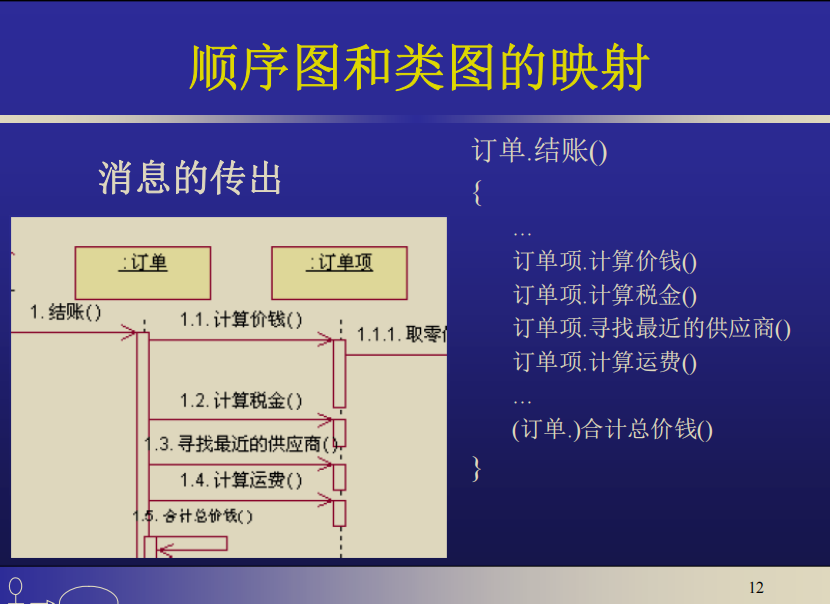 顺序图和类图的映射
消息的传出
:订单
:订单项
1.结账()
1.1.计算价钱()
1.1.1.取零
1.2.计算税金()
1.3.寻找最近的供应商()
1.4.计算运费()
1.5.合计总价钱()
订单.结账()
{
…
订单项.计算价钱()
订单项.计算税金()
订单项.寻找最近的供应商()
订单项.计算运费()
…
(订单.)合计总价钱()
}
12